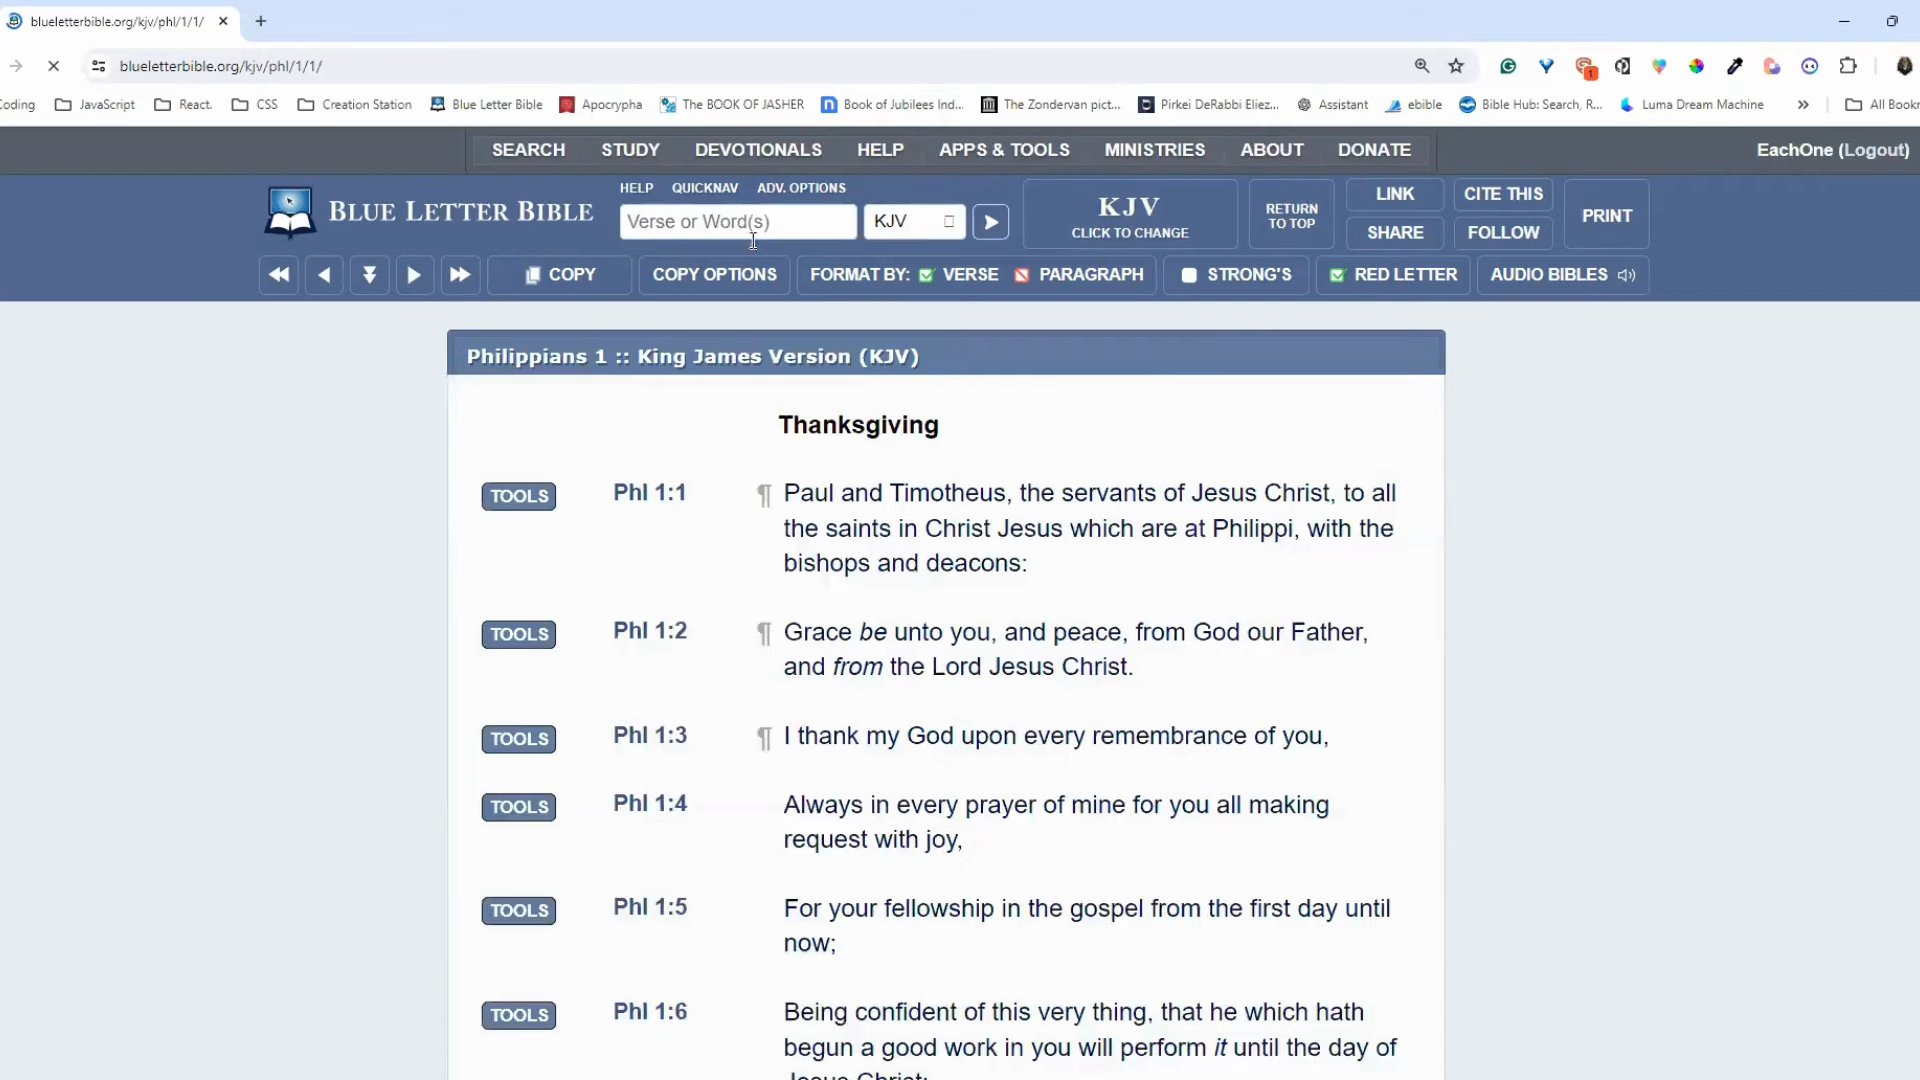 blueletterbible.org/kjv/phl/1/1/
blueletterbible.org/kjv/phl/1/1/
1
Coding JavaScript React. CSS Creation Station Blue Letter Bible Apocrypha The BOOK OF JASHER Book of Jubilees Ind... The Zondervan pict... Pirkei DeRabbi Eliez... Assistant ebible Bible Hub: Search, R... Luma Dream Machine » All Bookr
SEARCH STUDY DEVOTIONALS HELP APPS & TOOLS MINISTRIES ABOUT DONATE EachOne (Logout)
HELP QUICKNAV ADV. OPTIONS
BLUE LETTER BIBLE
Verse or Word(s) KJV
KJV
CLICK TO CHANGE
RETURN
TO TOP
LINK CITE THIS
SHARE FOLLOW
PRINT
COPY COPY OPTIONS FORMAT BY: VERSE PARAGRAPH STRONG'S RED LETTER AUDIO BIBLES
Philippians 1 :: King James Version (KJV)
Thanksgiving
TOOLS Phl 1:1 ¶ Paul and Timotheus, the servants of Jesus Christ, to all
the saints in Christ Jesus which are at Philippi, with the
bishops and deacons:
TOOLS Phl 1:2 ¶ Grace be unto you, and peace, from God our Father,
and from the Lord Jesus Christ.
TOOLS Phl 1:3 ¶ I thank my God upon every remembrance of you,
TOOLS Phl 1:4 Always in every prayer of mine for you all making
request with joy,
TOOLS Phl 1:5 For your fellowship in the gospel from the first day until
now;
TOOLS Phl 1:6 Being confident of this very thing, that he which hath
begun a good work in you will perform it until the day of
Jesus Christ: